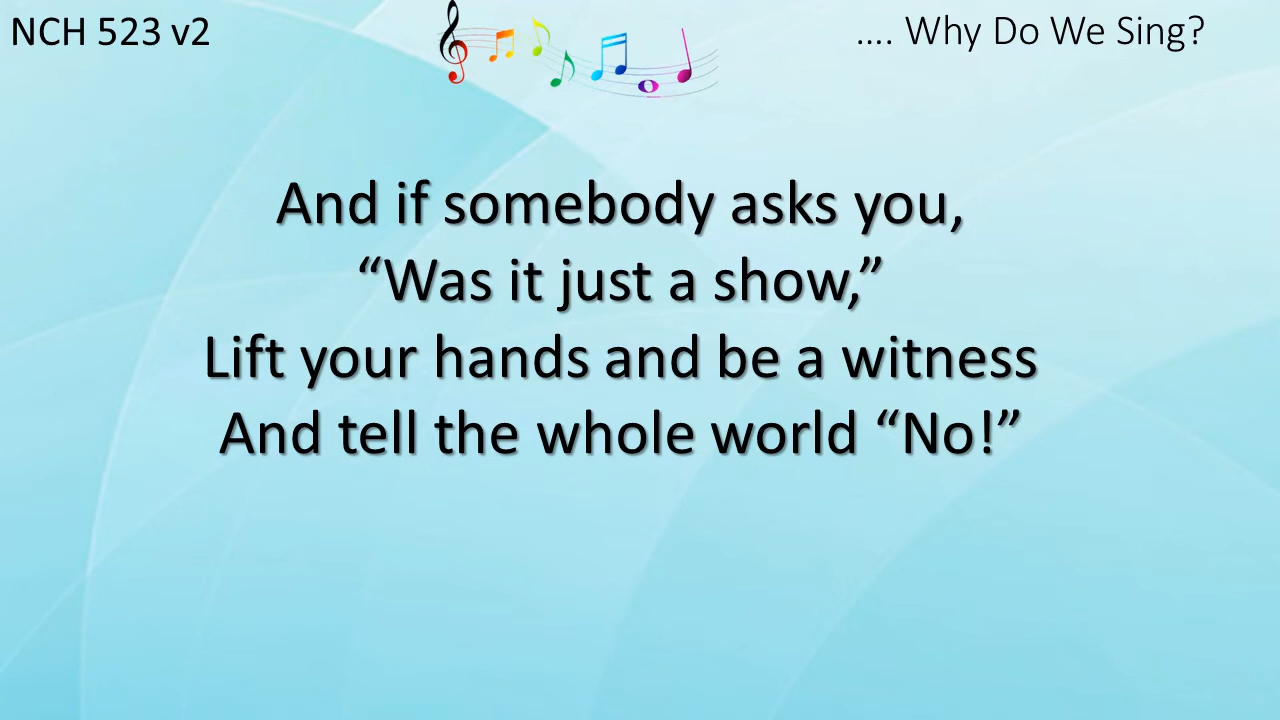 NCH 523 v2
.... Why Do We Sing?
And if somebody asks you,
“Was it just a show,”
Lift your hands and be a witness
And tell the whole world “No!”